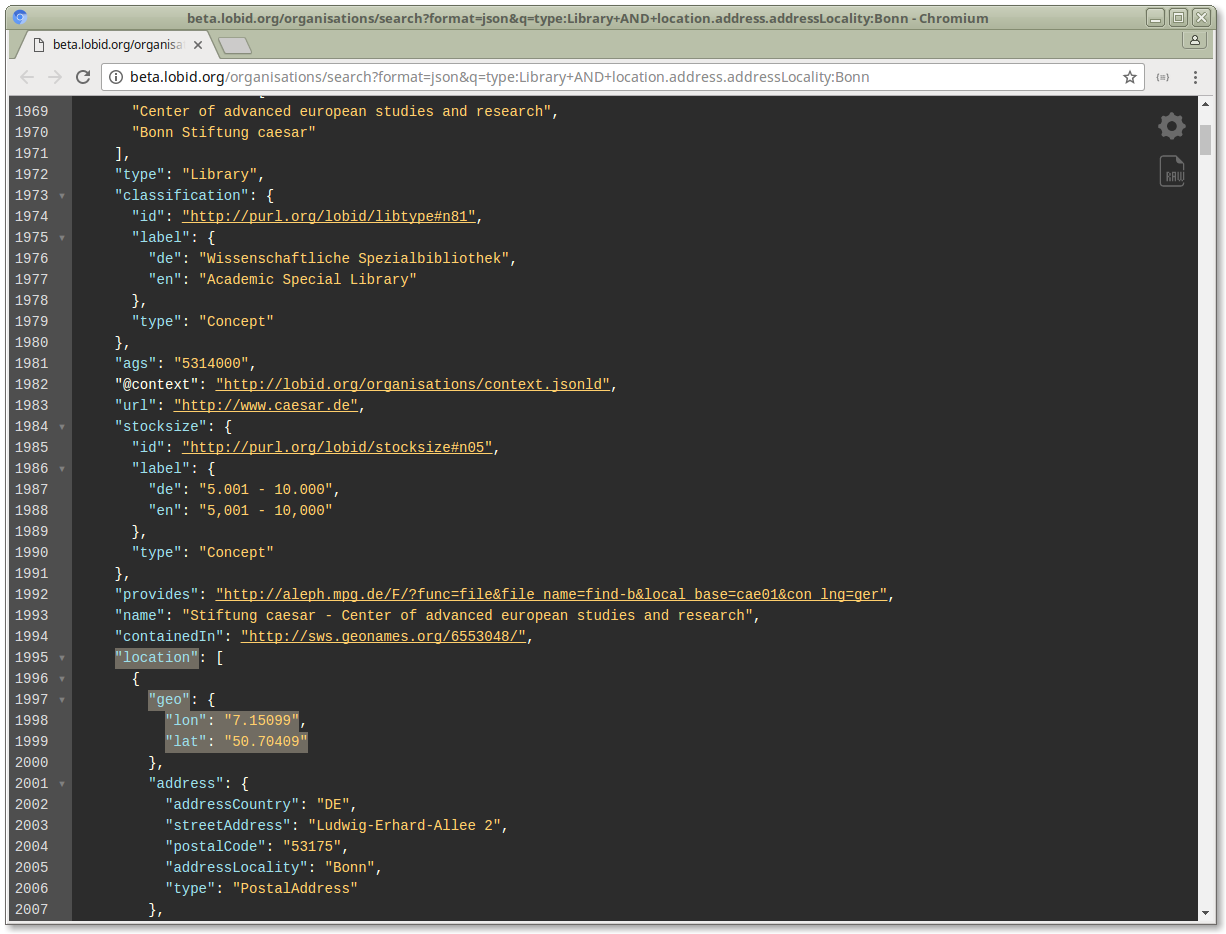 beta.lobid.org/organisations/search?format=json&q=type:Library+AND+location.address.addressLocality:Bonn - Chromium
beta.lobid.org/organisa
beta.lobid.org/organisations/search?format=json&q=type:Library+AND+location.address.addressLocality:Bonn
1969 "Center of advanced european studies and research",
1970 "Bonn Stiftung caesar"
1971 ],
1972 "type": "Library",
1973 "classification": {
1974 "id": "http://purl.org/lobid/libtype#n81",
1975 "label": {
1976 "de": "Wissenschaftliche Spezialbibliothek",
1977 "en": "Academic Special Library"
1978 },
1979 "type": "Concept"
1980 },
1981 "ags": "5314000",
1982 "@context": "http://lobid.org/organisations/context.jsonld",
1983 "url": "http://www.caesar.de",
1984 "stocksize": {
1985 "id": "http://purl.org/lobid/stocksize#n05",
1986 "label": {
1987 "de": "5.001 - 10.000",
1988 "en": "5,001 - 10,000"
1989 },
1990 "type": "Concept"
1991 },
1992 "provides": "http://aleph.mpg.de/F/?func=file&file_name=find-b&local_base=cae01&con_lng=ger",
1993 "name": "Stiftung caesar - Center of advanced european studies and research",
1994 "containedIn": "http://sws.geonames.org/6553048/",
1995 "location": [
1996 {
1997 "geo": {
1998 "lon": "7.15099",
1999 "lat": "50.70409"
2000 },
2001 "address": {
2002 "addressCountry": "DE",
2003 "streetAddress": "Ludwig-Erhard-Allee 2",
2004 "postalCode": "53175",
2005 "addressLocality": "Bonn",
2006 "type": "PostalAddress"
2007 },
RAW